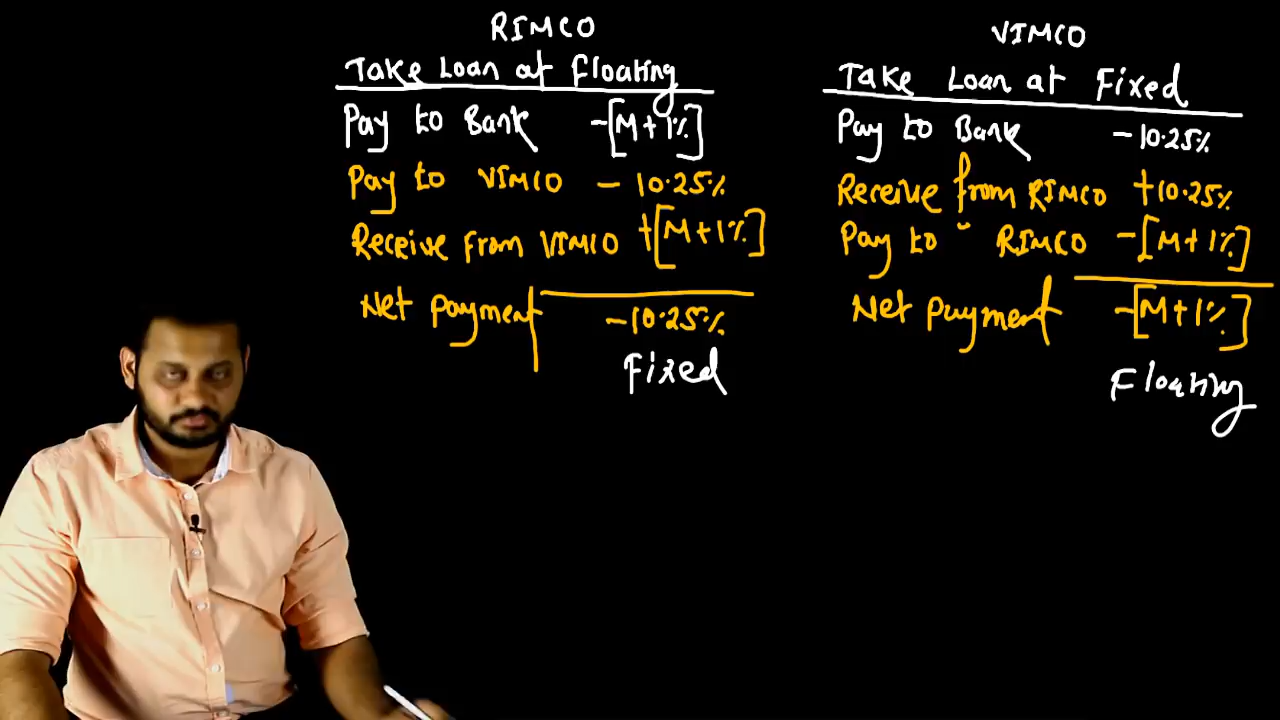 RIMCO
Take Loan at floating
Pay to Bank -[M+1%]
Pay to VIMCO - 10.25%
Receive from VIMCO +[M+1%]
Net payment -10.25%
Fixed
VIMCO
Take Loan at Fixed
Pay to Bank -10.25%
Receive from RIMCO +10.25%
Pay to RIMCO -[M+1%]
Net payment -[M+1%]
Floating